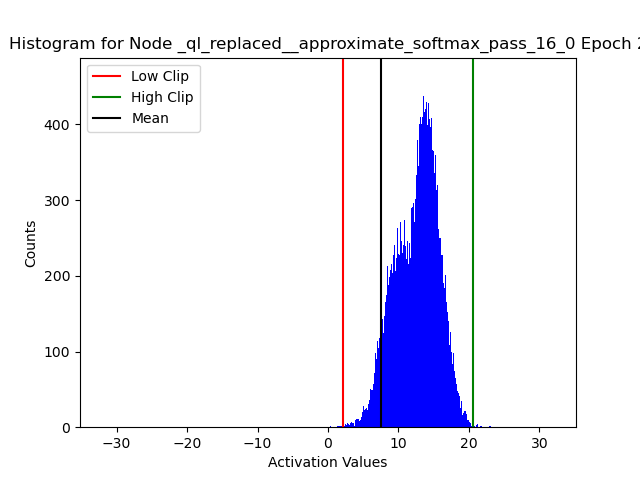 Histogram for Node _ql_replaced__approximate_softmax_pass_16_0 Epoch 2
Low Clip
High Clip
Mean
Counts
400
300
200
100
0
−30
−20
−10
0
10
20
30
Activation Values